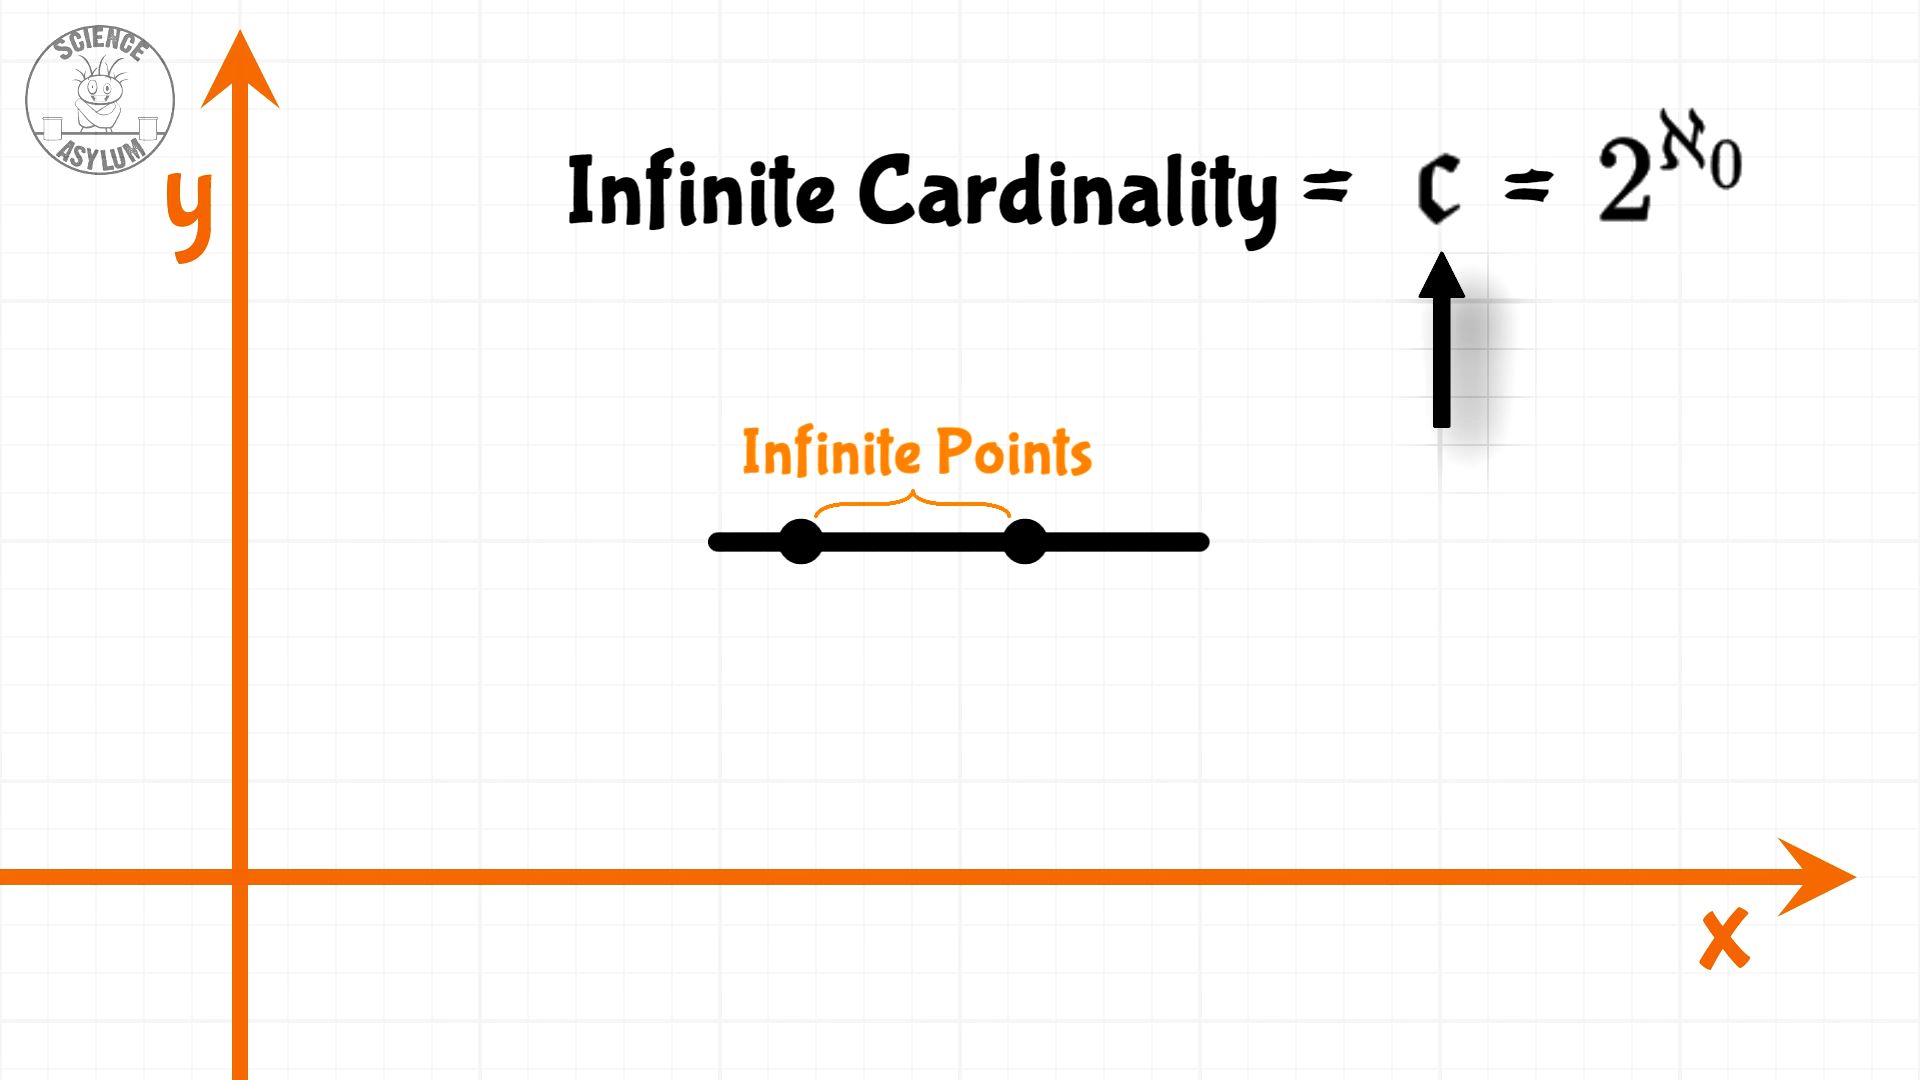 SCIENCE
ASYLUM
y
Infinite Cardinality = 𝔠 = 2^ℵ₀
Infinite Points
x